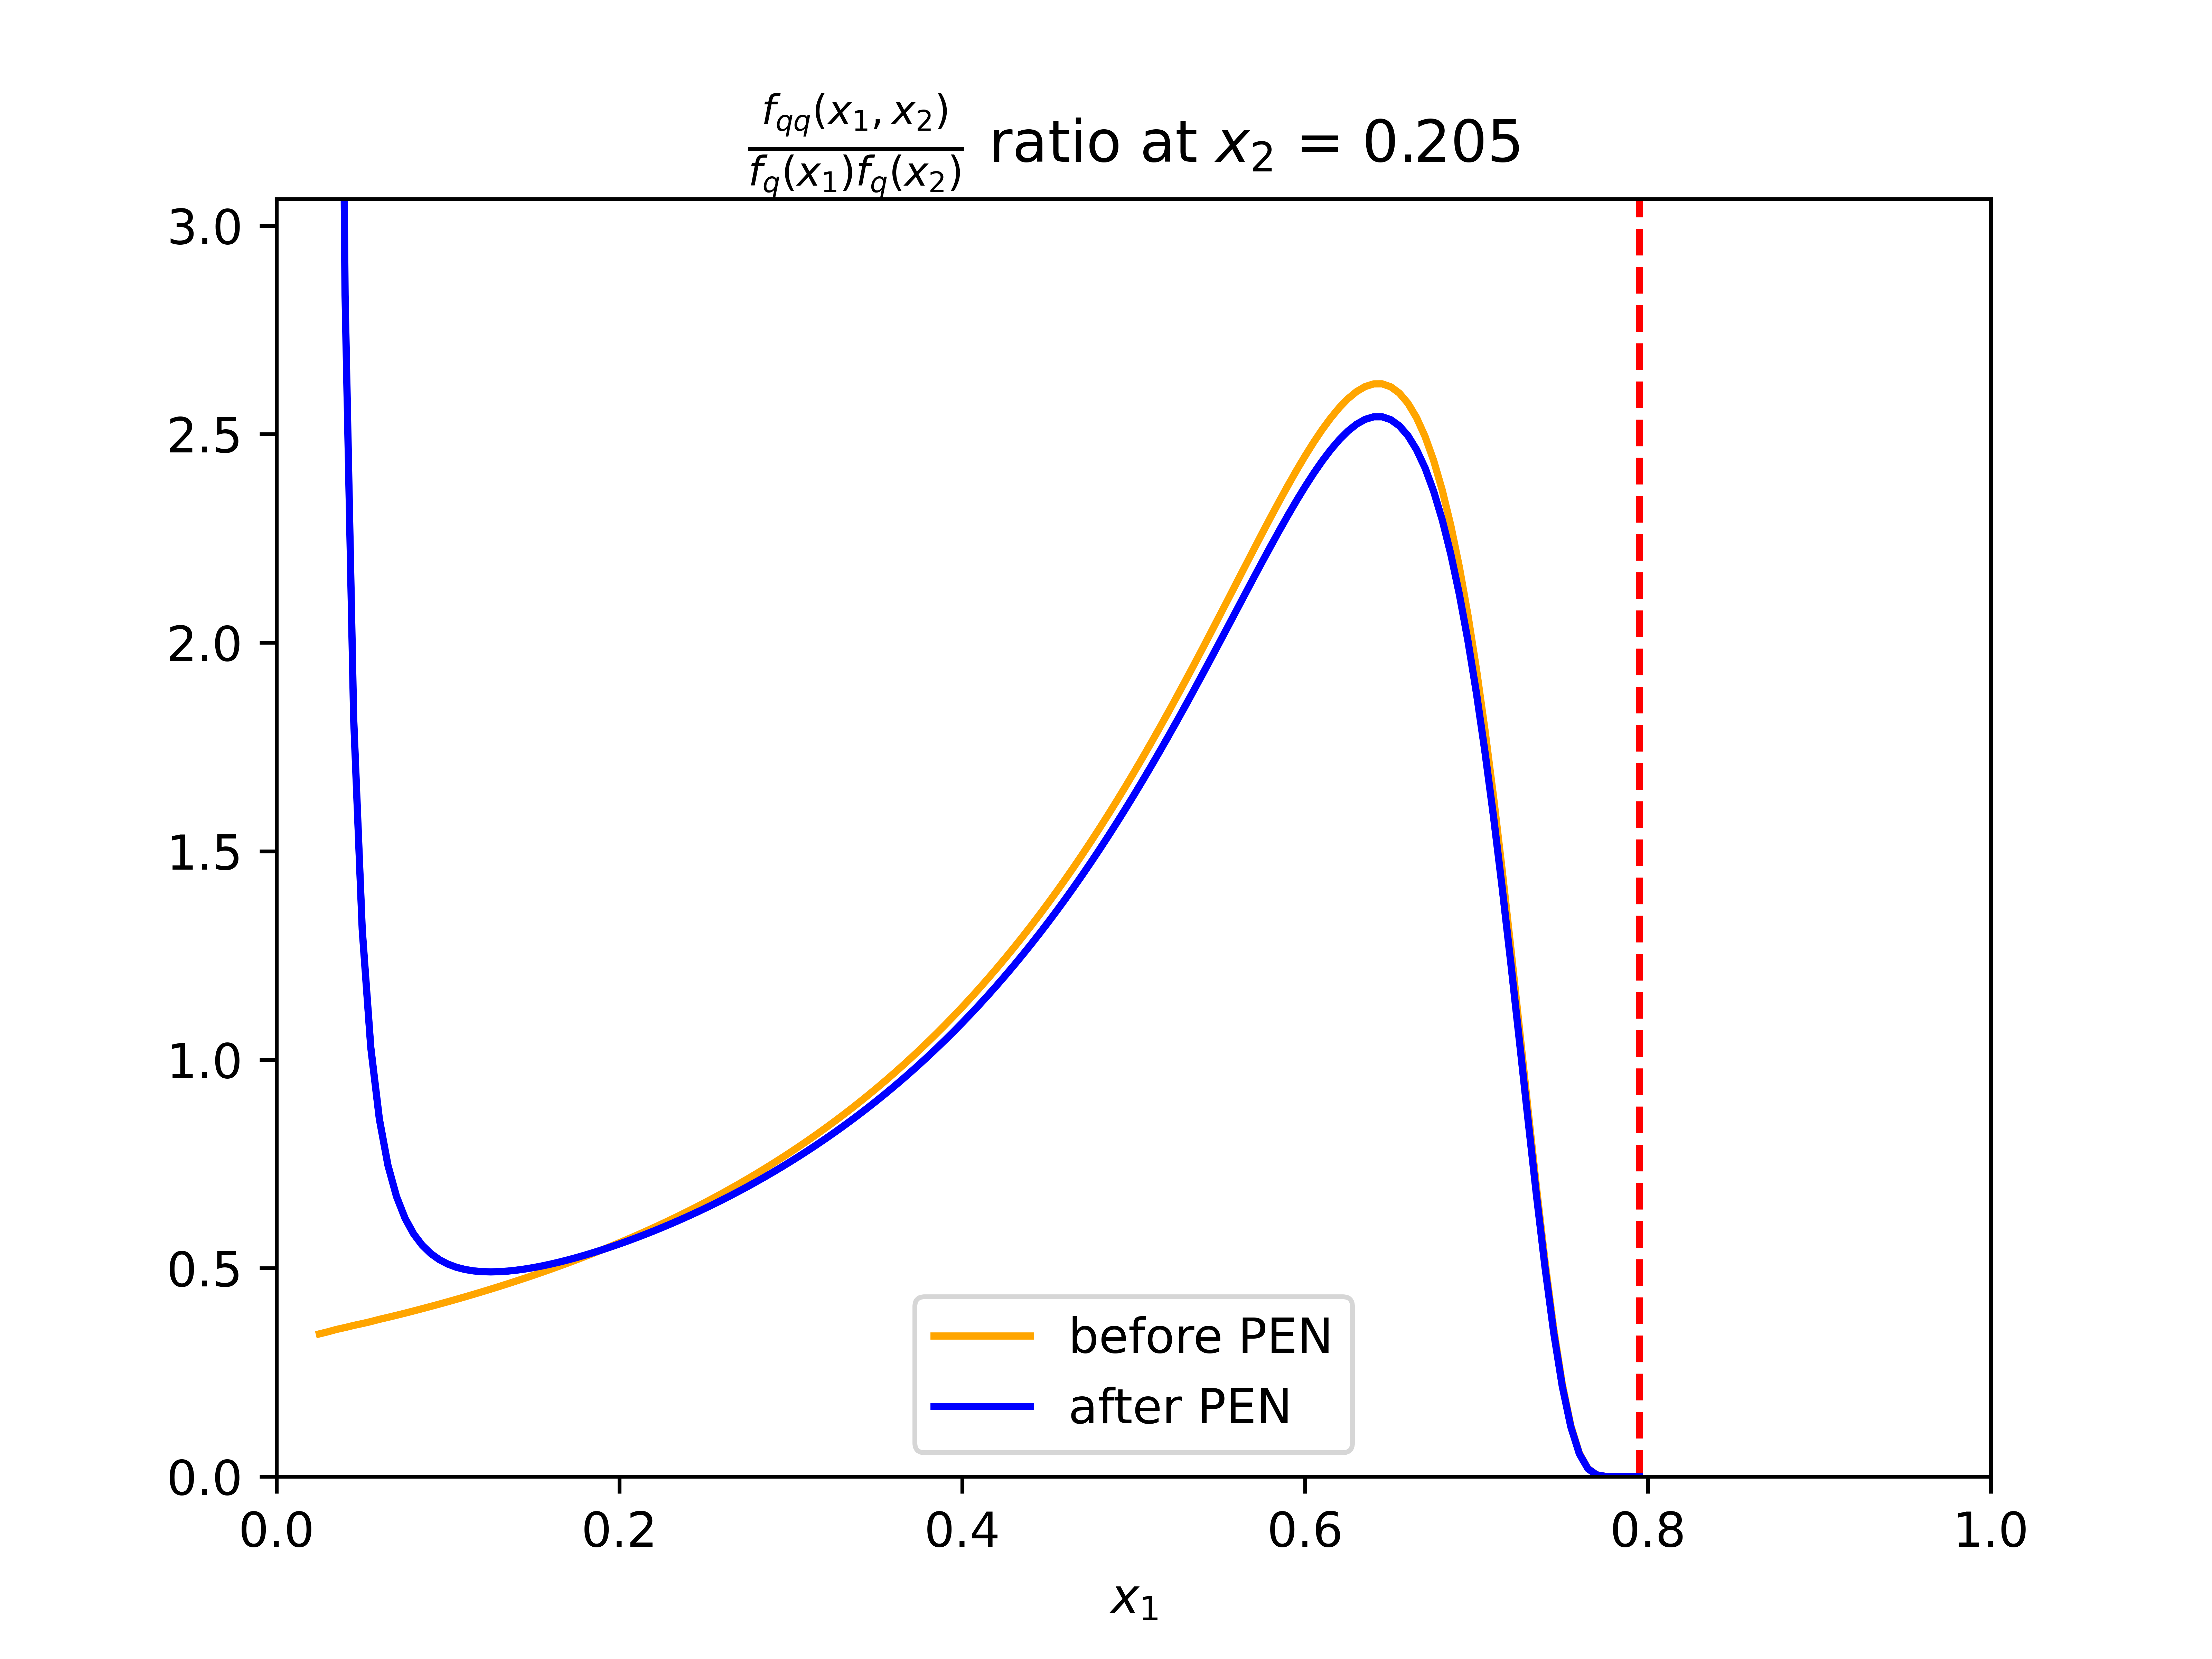 f_qq(x_1, x_2)
f_q(x_1)f_q(x_2) ratio at x_2 = 0.205
3.0
2.5
2.0
1.5
1.0
0.5
0.0
before PEN
after PEN
0.0 0.2 0.4 0.6 0.8 1.0
x_1